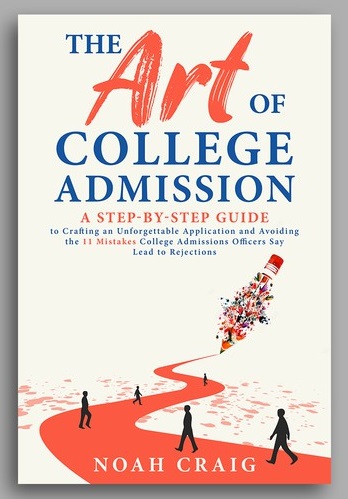 THE Art OF
COLLEGE
ADMISSION
A STEP-BY-STEP GUIDE
to Crafting an Unforgettable Application and Avoiding
the 11 Mistakes College Admissions Officers Say
Lead to Rejections
NOAH CRAIG